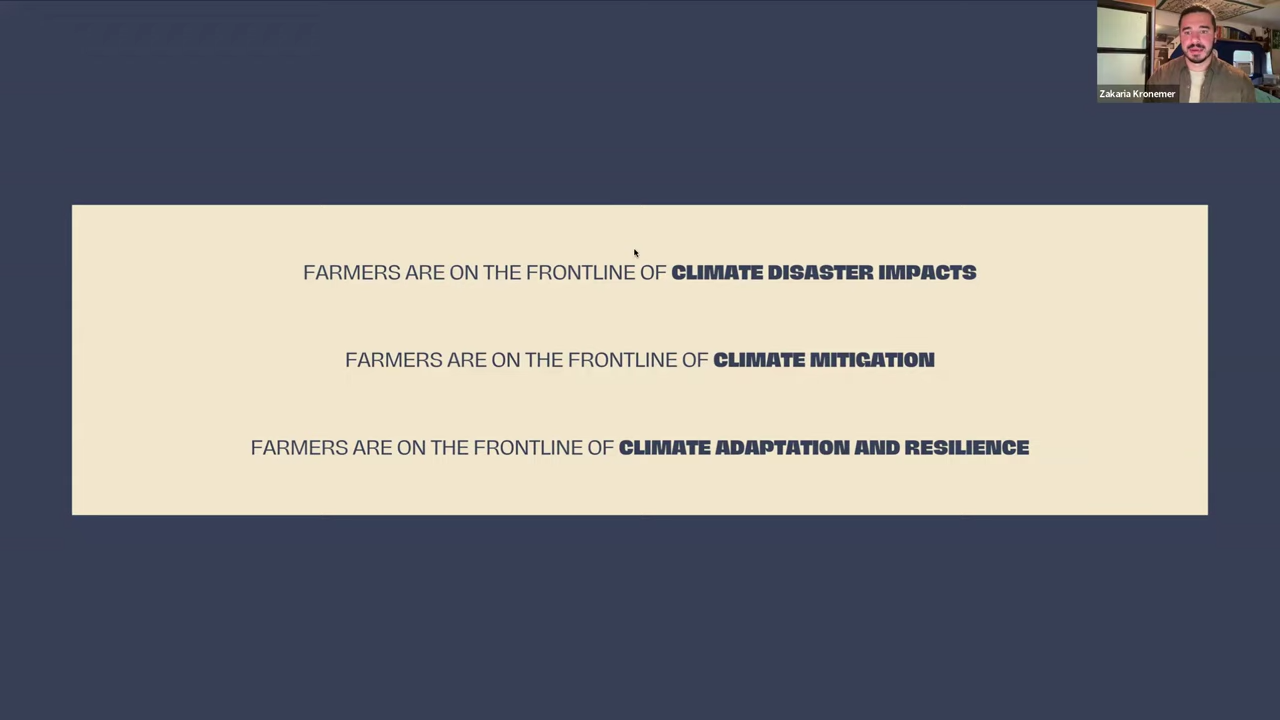 Zakaria Kronemer
FARMERS ARE ON THE FRONTLINE OF CLIMATE DISASTER IMPACTS
FARMERS ARE ON THE FRONTLINE OF CLIMATE MITIGATION
FARMERS ARE ON THE FRONTLINE OF CLIMATE ADAPTATION AND RESILIENCE